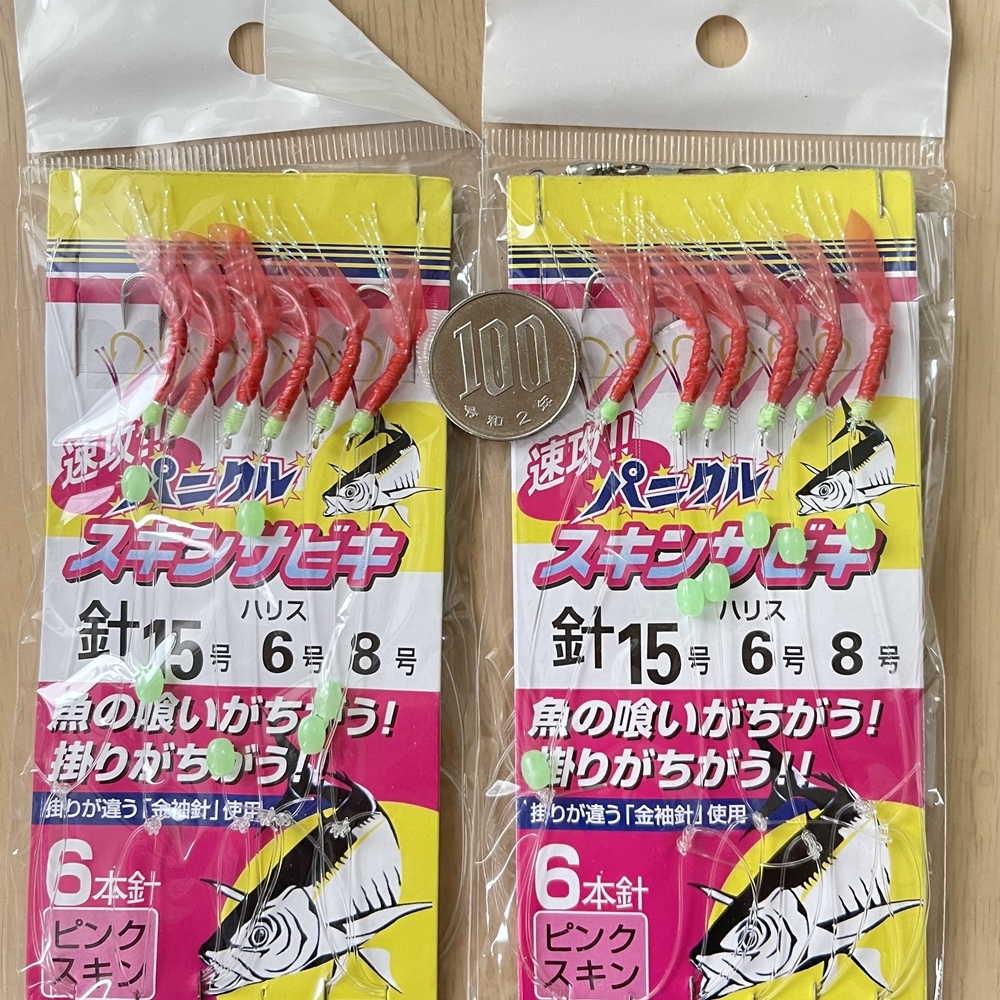 速攻!!
パニクル
スキンサビキ
ハリス
針15号 6号 8号
魚の喰いがちがう!
掛りがちがう!!
掛りが違う「金袖針」使用
6本針
ピンク
スキン
100
令和2年
速攻!!
パニクル
スキンサビキ
ハリス
針15号 6号 8号
魚の喰いがちがう!
掛りがちがう!!
掛りが違う「金袖針」使用
6本針
ピンク
スキン